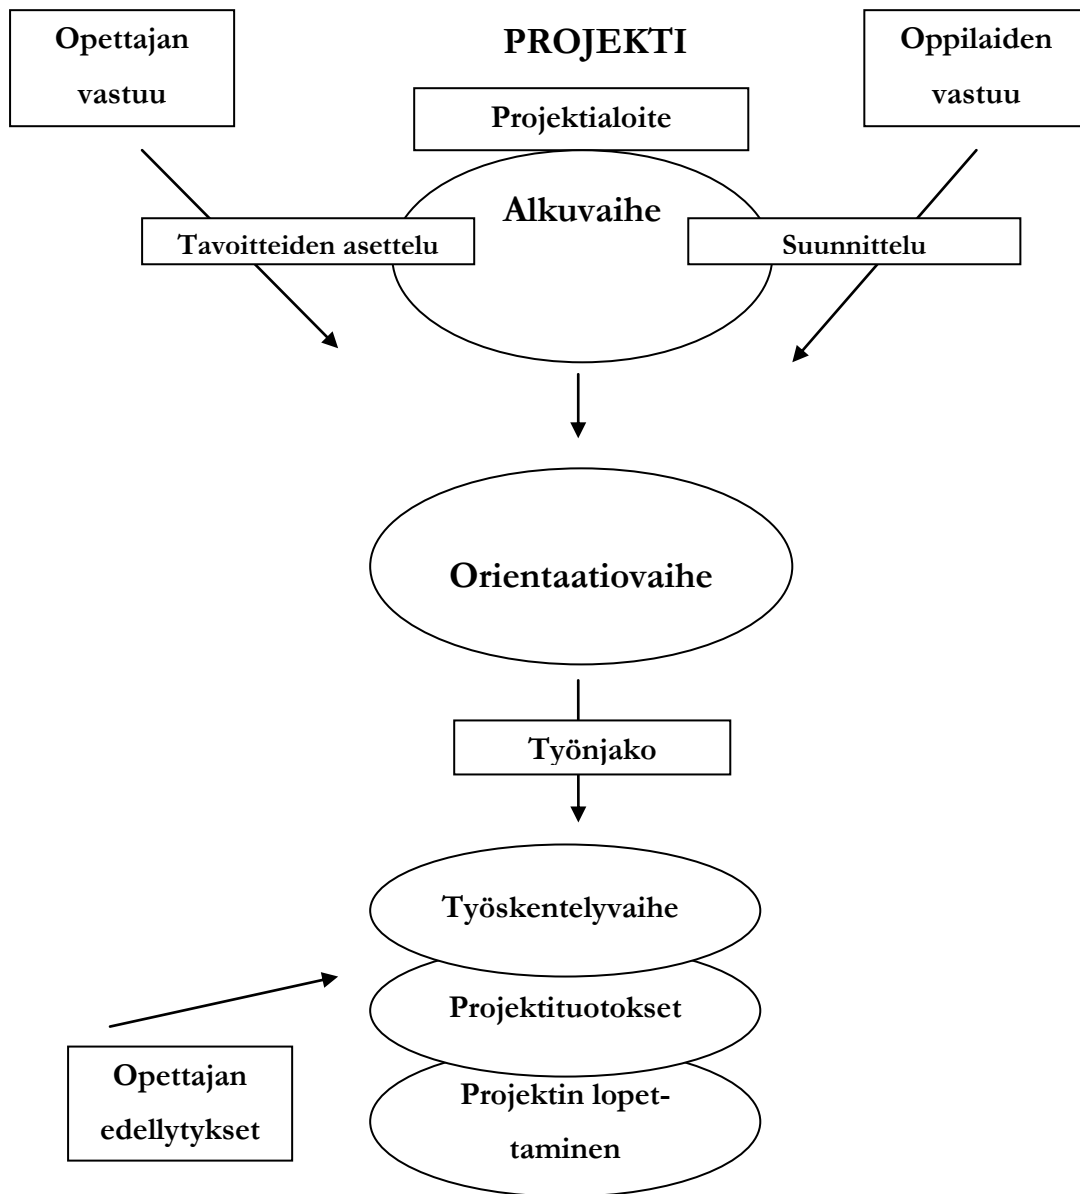 Opettajan
vastuu
PROJEKTI
Oppilaiden
vastuu
Projektialoite
Alkuvaihe
Tavoitteiden asettelu
Suunnittelu
Orientaatiovaihe
Työnjako
Työskentelyvaihe
Projektituotokset
Opettajan
edellytykset
Projektin lopet-
taminen